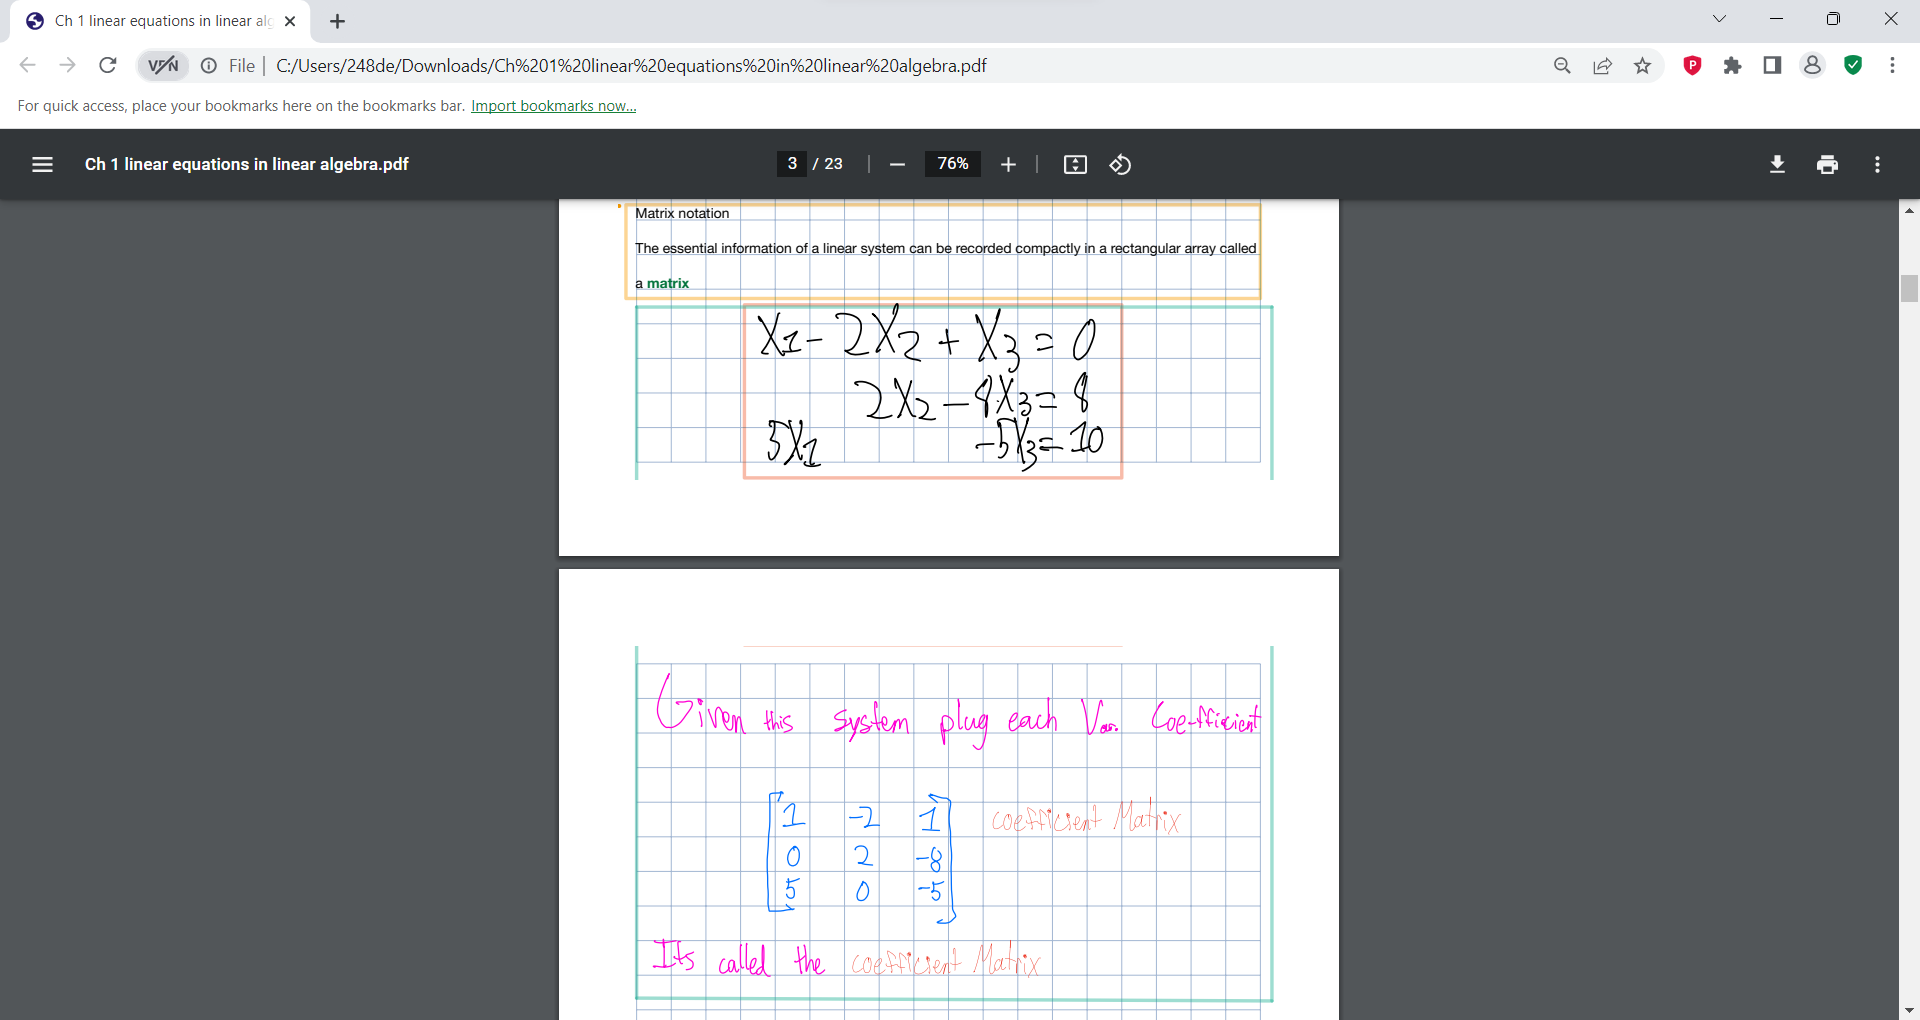 Ch 1 linear equations in linear alg
VPN File C:/Users/248de/Downloads/Ch%201%20linear%20equations%20in%20linear%20algebra.pdf
For quick access, place your bookmarks here on the bookmarks bar. Import bookmarks now...
Ch 1 linear equations in linear algebra.pdf 3 / 23 76%
Matrix notation
The essential information of a linear system can be recorded compactly in a rectangular array called
a matrix
X1 - 2X2 + X3 = 0
2X2 - 8X3 = 8
5X1 -5X3 = 10
Given this system plug each Var. Coefficient
1 -2 1 coefficient Matrix
0 2 -8
5 0 -5
Its called the coefficient Matrix